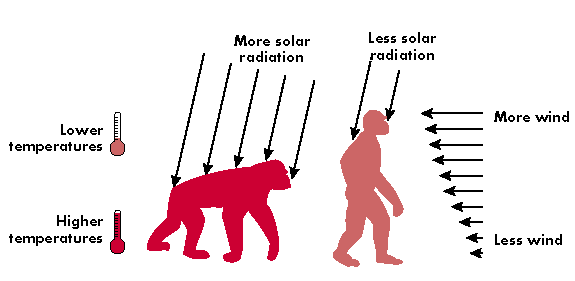 More solar
radiation
Less solar
radiation
Lower
temperatures
More wind
Higher
temperatures
Less wind